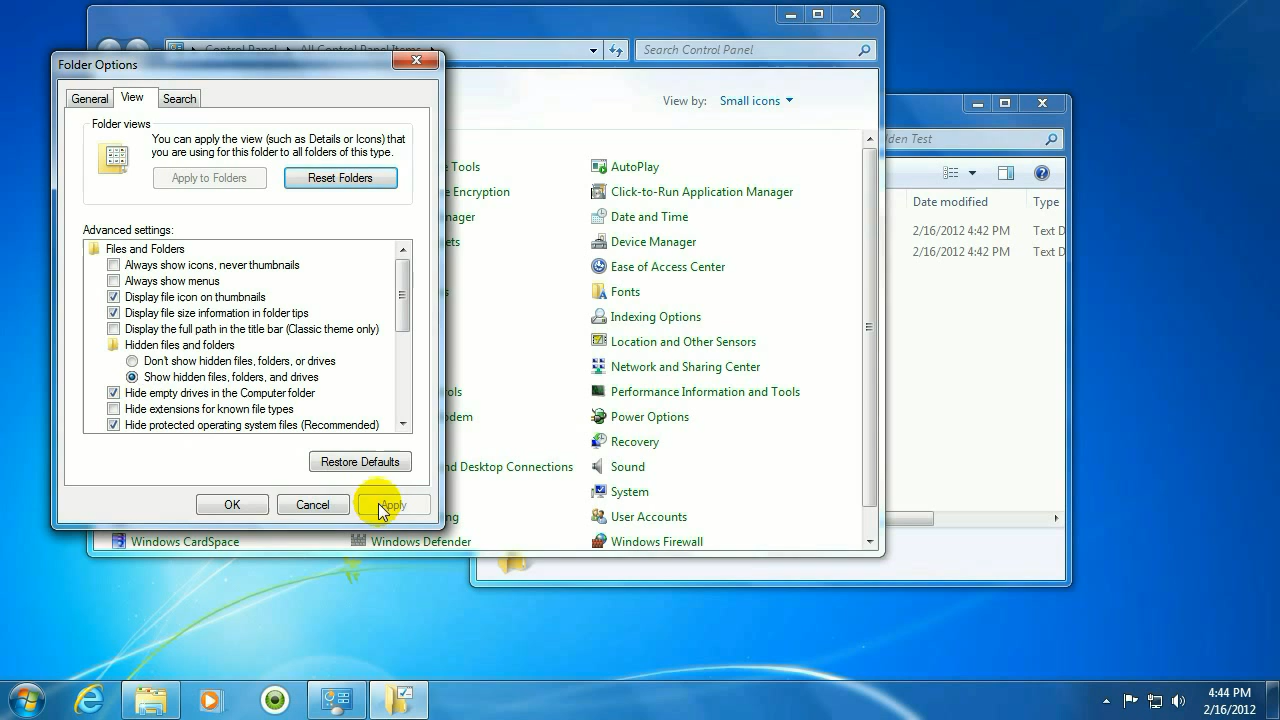 Control Panel
All Control Panel Items
Search Control Panel
Folder Options
General
View
Search
View by:
Small icons
Folder views
You can apply the view (such as Details or Icons) that
you are using for this folder to all folders of this type.
Apply to Folders
Reset Folders
Advanced settings:
Files and Folders
Always show icons, never thumbnails
Always show menus
Display file icon on thumbnails
Display file size information in folder tips
Display the full path in the title bar (Classic theme only)
Hidden files and folders
Don't show hidden files, folders, or drives
Show hidden files, folders, and drives
Hide empty drives in the Computer folder
Hide extensions for known file types
Hide protected operating system files (Recommended)
Restore Defaults
OK
Cancel
Apply
e Tools
AutoPlay
e Encryption
Click-to-Run Application Manager
nager
Date and Time
ets
Device Manager
Ease of Access Center
s
Fonts
Indexing Options
Location and Other Sensors
Network and Sharing Center
ols
Performance Information and Tools
dem
Power Options
Recovery
nd Desktop Connections
Sound
System
ng
User Accounts
Windows CardSpace
Windows Defender
Windows Firewall
dden Test
Date modified
Type
2/16/2012 4:42 PM
Text D
2/16/2012 4:42 PM
Text D
4:44 PM
2/16/2012